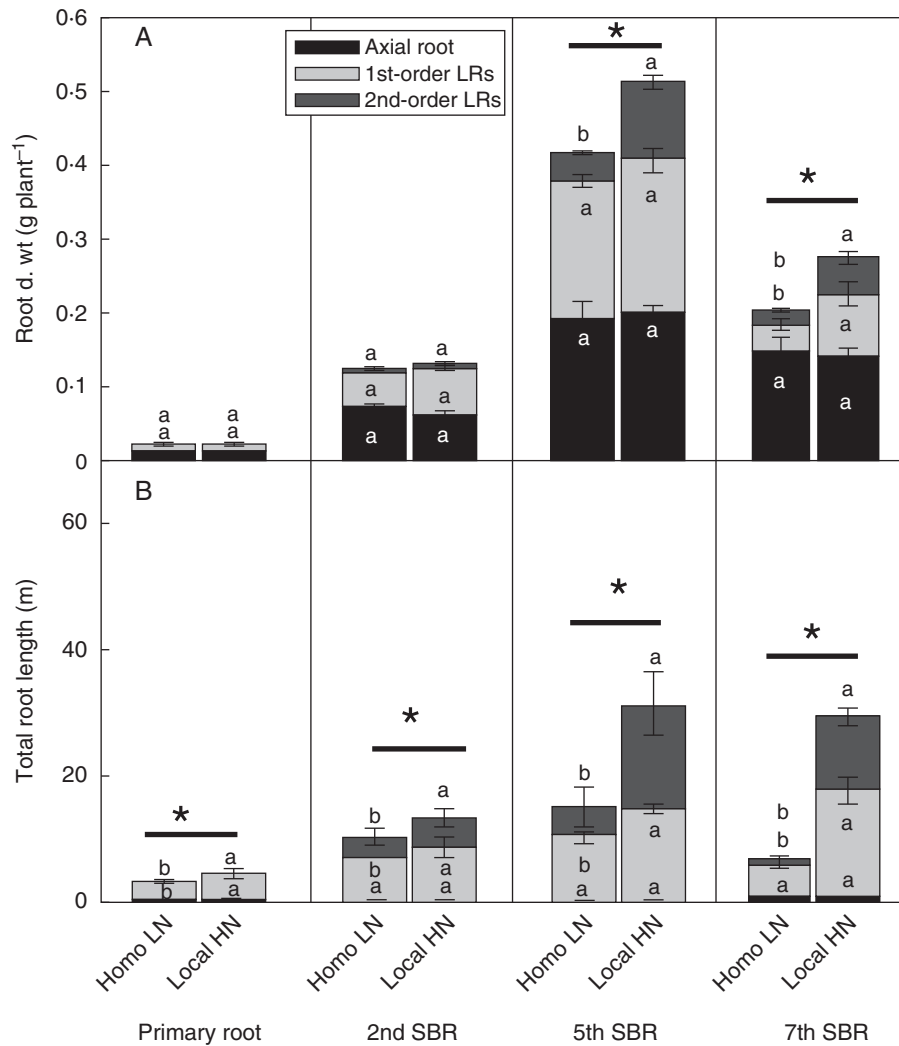 A
Axial root
1st-order LRs
2nd-order LRs
Root d. wt (g plant⁻¹)
0·6
0·5
0·4
0·3
0·2
0·1
0
*
*
a a
a a
a a
a a
a a
b a
a a
a a
b a
b a
a a
B
Total root length (m)
60
40
20
0
*
*
*
*
b a
b a
b a
b a
a a
b a
b a
a a
b a
b a
a a
Homo LN
Local HN
Homo LN
Local HN
Homo LN
Local HN
Homo LN
Local HN
Primary root
2nd SBR
5th SBR
7th SBR